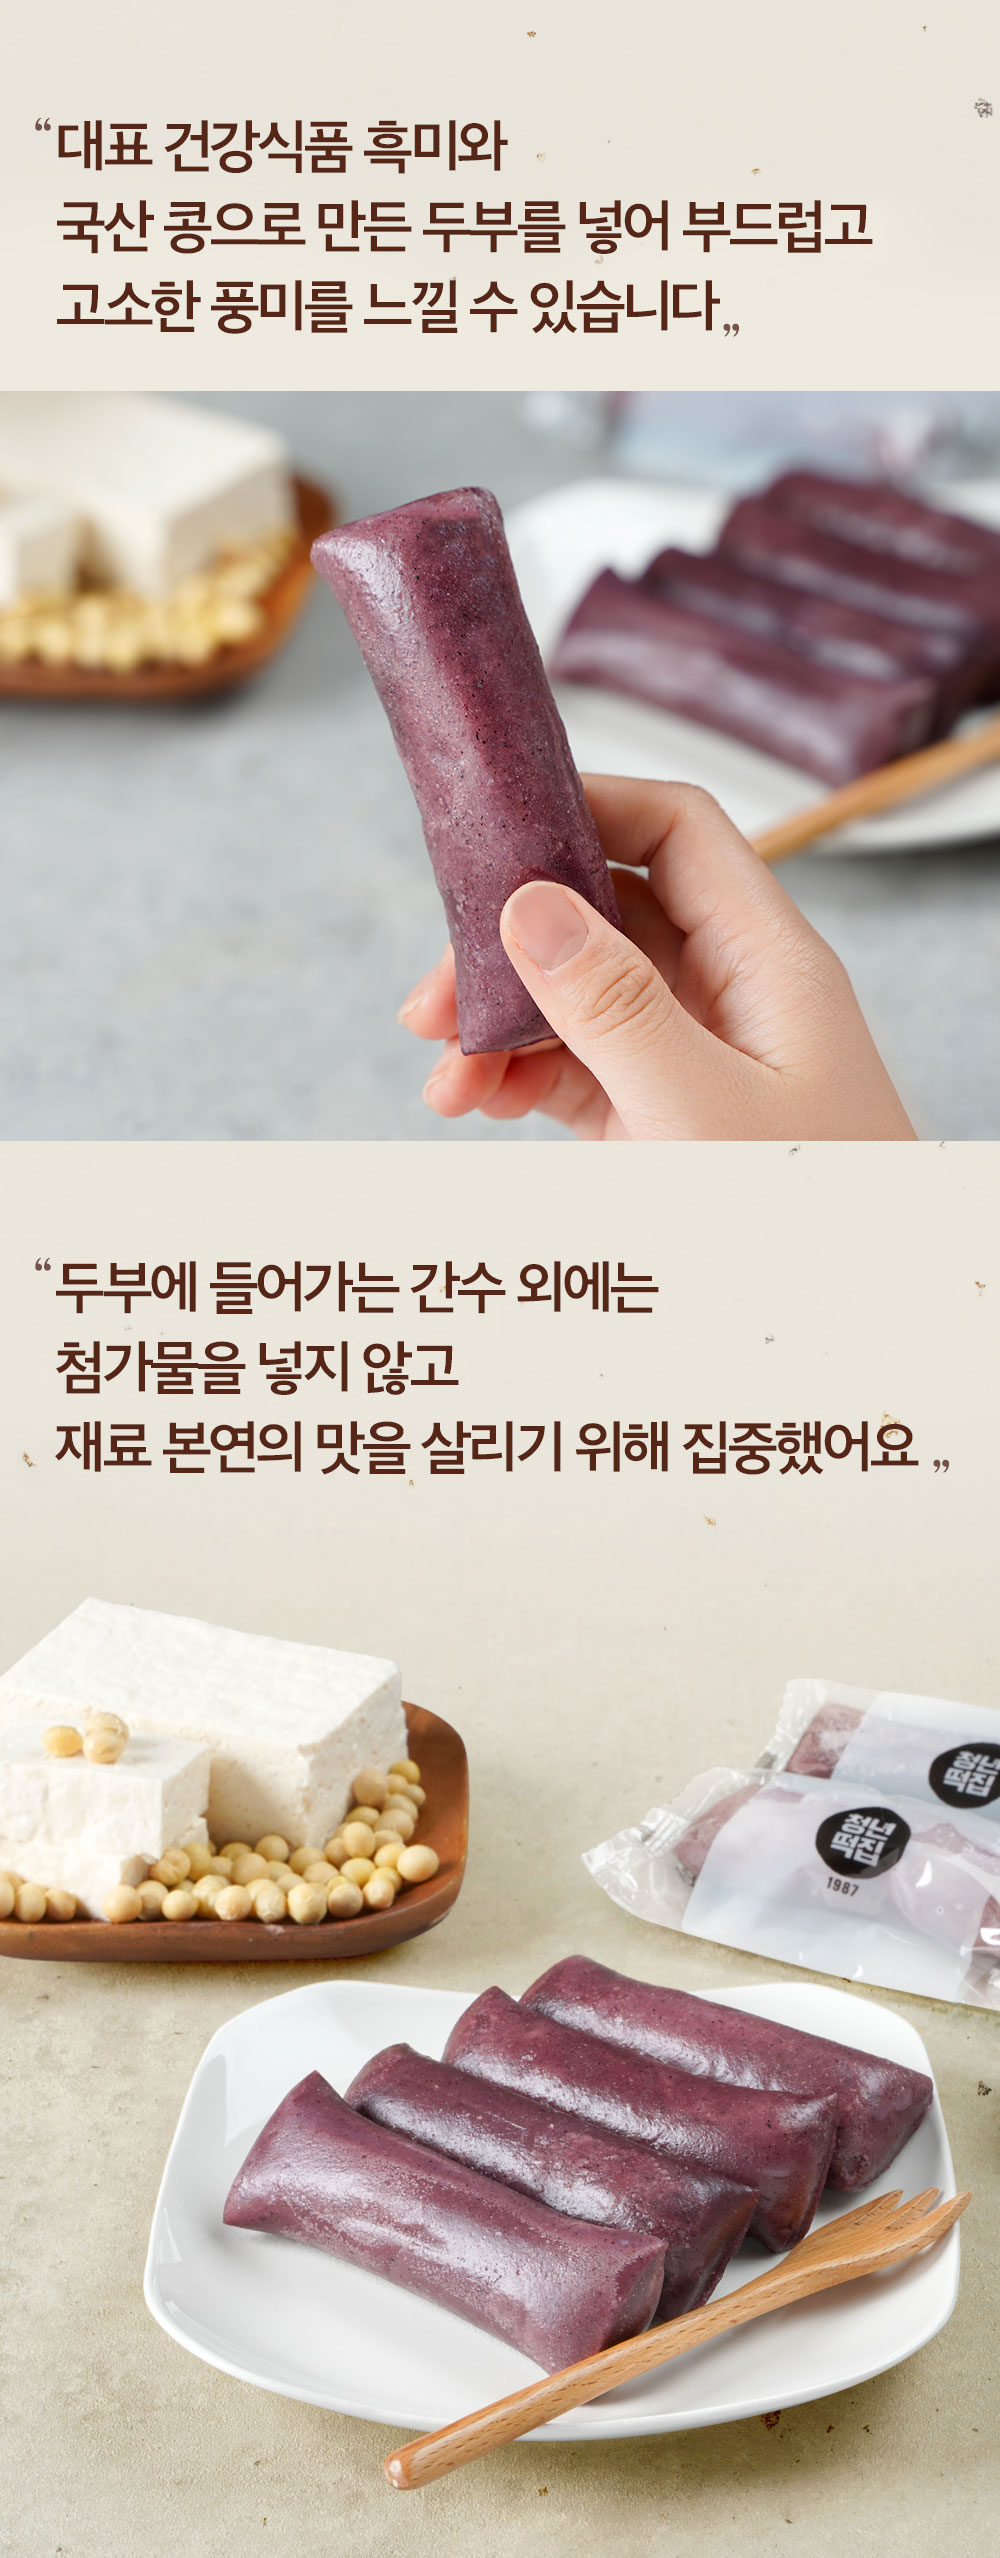 “대표 건강식품 흑미와
국산 콩으로 만든 두부를 넣어 부드럽고
고소한 풍미를 느낄 수 있습니다„
“두부에 들어가는 간수 외에는
첨가물을 넣지 않고
재료 본연의 맛을 살리기 위해 집중했어요„
청년
떡집
청년
떡집
1987